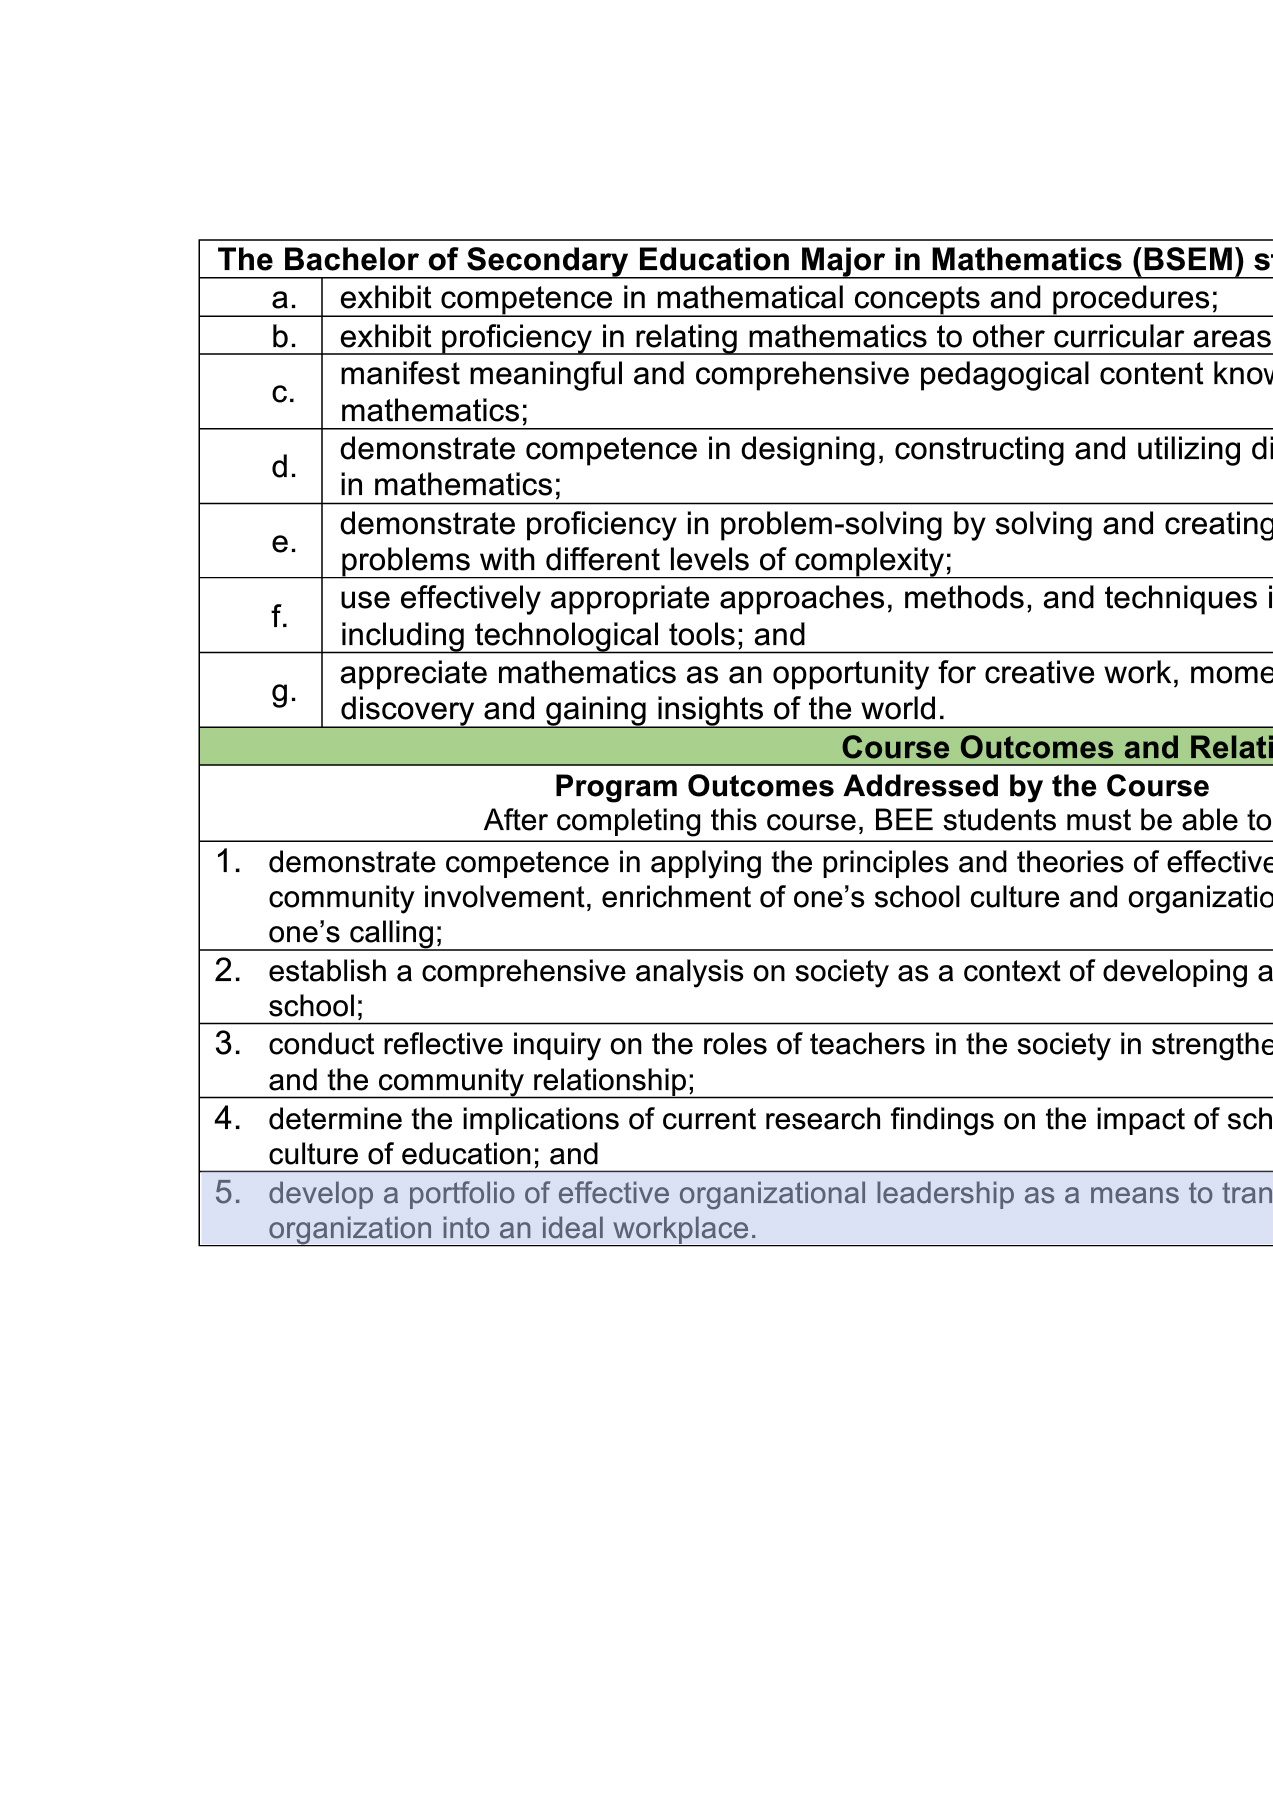 The Bachelor of Secondary Education Major in Mathematics (BSEM)
a. exhibit competence in mathematical concepts and procedures;
b. exhibit proficiency in relating mathematics to other curricular areas
c. manifest meaningful and comprehensive pedagogical content
mathematics;
d. demonstrate competence in designing, constructing and utilizing
in mathematics;
e. demonstrate proficiency in problem-solving by solving and creating
problems with different levels of complexity;
f. use effectively appropriate approaches, methods, and techniques
including technological tools; and
g. appreciate mathematics as an opportunity for creative work,
discovery and gaining insights of the world.
Course Outcomes and
Program Outcomes Addressed by the Course
After completing this course, BEE students must be able to
1. demonstrate competence in applying the principles and theories of effective
community involvement, enrichment of one’s school culture and
one’s calling;
2. establish a comprehensive analysis on society as a context of developing a
school;
3. conduct reflective inquiry on the roles of teachers in the society in
and the community relationship;
4. determine the implications of current research findings on the impact of
culture of education; and
5. develop a portfolio of effective organizational leadership as a means to
organization into an ideal workplace.